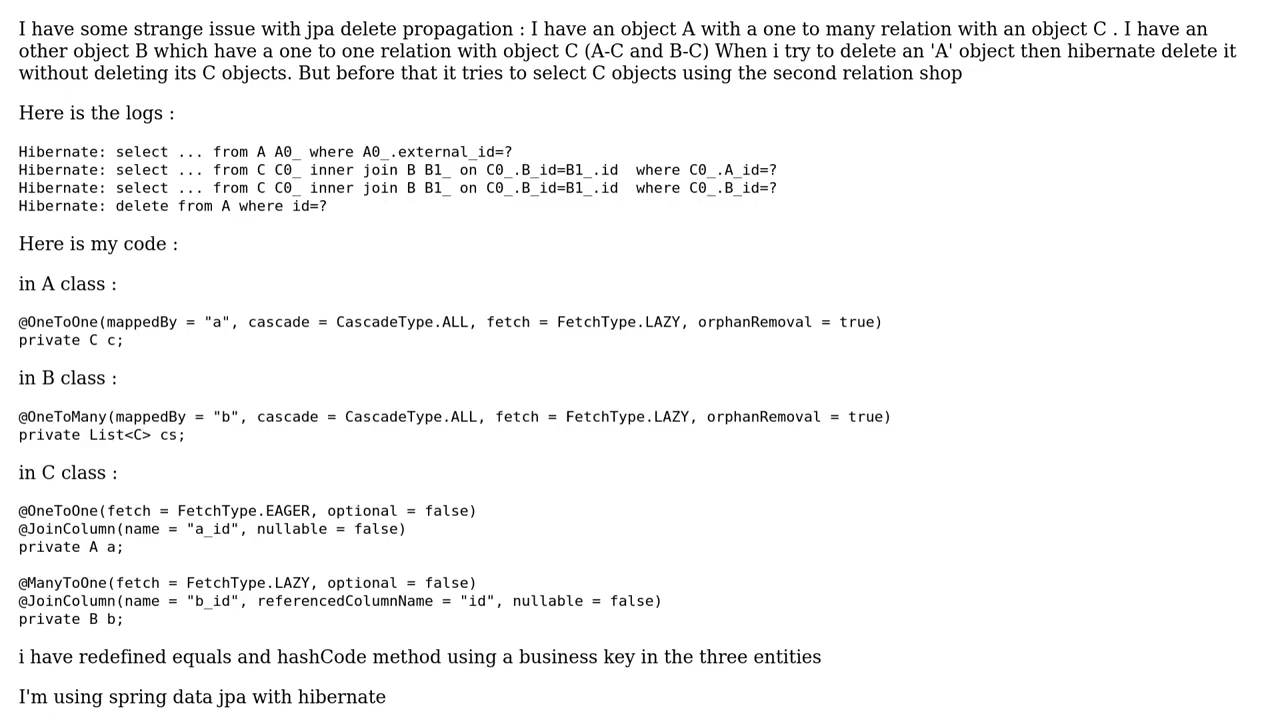 I have some strange issue with jpa delete propagation : I have an object A with a one to many relation with an object C . I have an
other object B which have a one to one relation with object C (A-C and B-C) When i try to delete an 'A' object then hibernate delete it
without deleting its C objects. But before that it tries to select C objects using the second relation shop
Here is the logs :
Hibernate: select ... from A A0_ where A0_.external_id=?
Hibernate: select ... from C C0_ inner join B B1_ on C0_.B_id=B1_.id  where C0_.A_id=?
Hibernate: select ... from C C0_ inner join B B1_ on C0_.B_id=B1_.id  where C0_.B_id=?
Hibernate: delete from A where id=?
Here is my code :
in A class :
@OneToOne(mappedBy = "a", cascade = CascadeType.ALL, fetch = FetchType.LAZY, orphanRemoval = true)
private C c;
in B class :
@OneToMany(mappedBy = "b", cascade = CascadeType.ALL, fetch = FetchType.LAZY, orphanRemoval = true)
private List<C> cs;
in C class :
@OneToOne(fetch = FetchType.EAGER, optional = false)
@JoinColumn(name = "a_id", nullable = false)
private A a;
@ManyToOne(fetch = FetchType.LAZY, optional = false)
@JoinColumn(name = "b_id", referencedColumnName = "id", nullable = false)
private B b;
i have redefined equals and hashCode method using a business key in the three entities
I'm using spring data jpa with hibernate